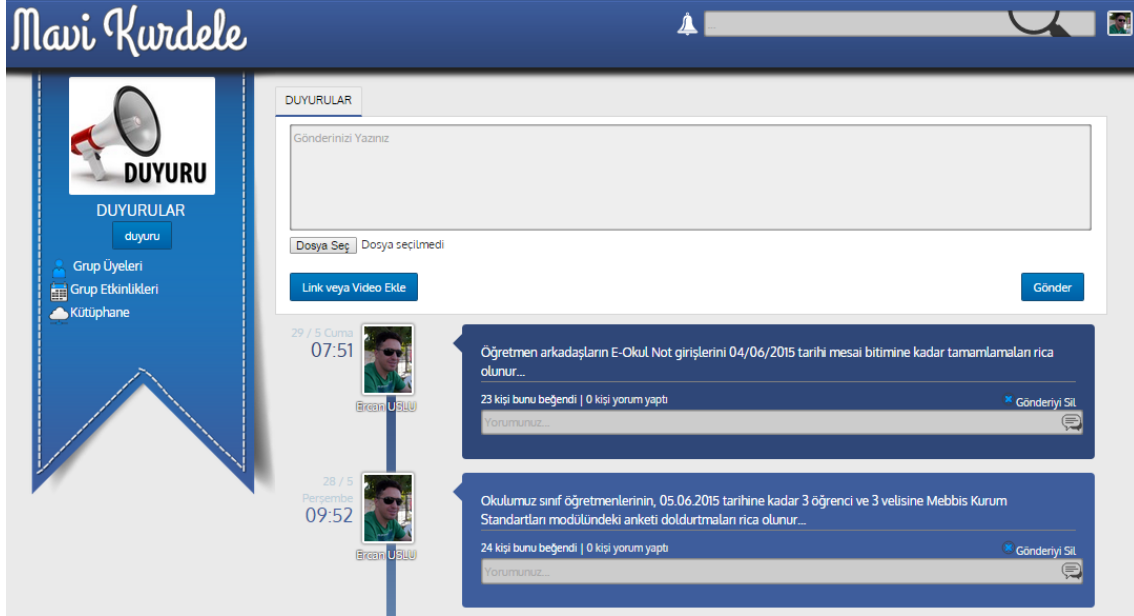 Mavi Kurdele
...
DUYURU
DUYURULAR
duyuru
Grup Üyeleri
Grup Etkinlikleri
Kütüphane
DUYURULAR
Gönderinizi Yazınız
Dosya Seç Dosya seçilmedi
Link veya Video Ekle
Gönder
29 / 5 Cuma
07:51
Ercan USLU
Öğretmen arkadaşların E-Okul Not girişlerini 04/06/2015 tarihi mesai bitimine kadar tamamlamaları rica
olunur...
23 kişi bunu beğendi | 0 kişi yorum yaptı
Gönderiyi Sil
Yorumunuz...
28 / 5
Perşembe
09:52
Ercan USLU
Okulumuz sınıf öğretmenlerinin, 05.06.2015 tarihine kadar 3 öğrenci ve 3 velisine Mebbis Kurum
Standartları modülündeki anketi doldurtmaları rica olunur...
24 kişi bunu beğendi | 0 kişi yorum yaptı
Gönderiyi Sil
Yorumunuz...